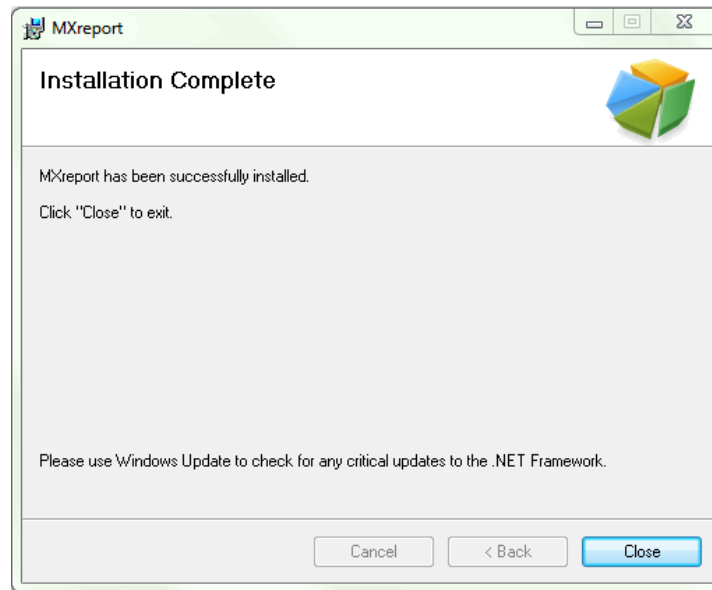 MXreport
Installation Complete
MXreport has been successfully installed.
Click "Close" to exit.
Please use Windows Update to check for any critical updates to the .NET Framework.
Cancel
< Back
Close